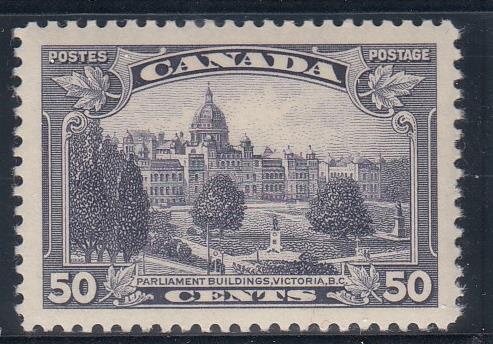 POSTES CANADA POSTAGE
PARLIAMENT BUILDINGS, VICTORIA, B.C.
50 CENTS 50